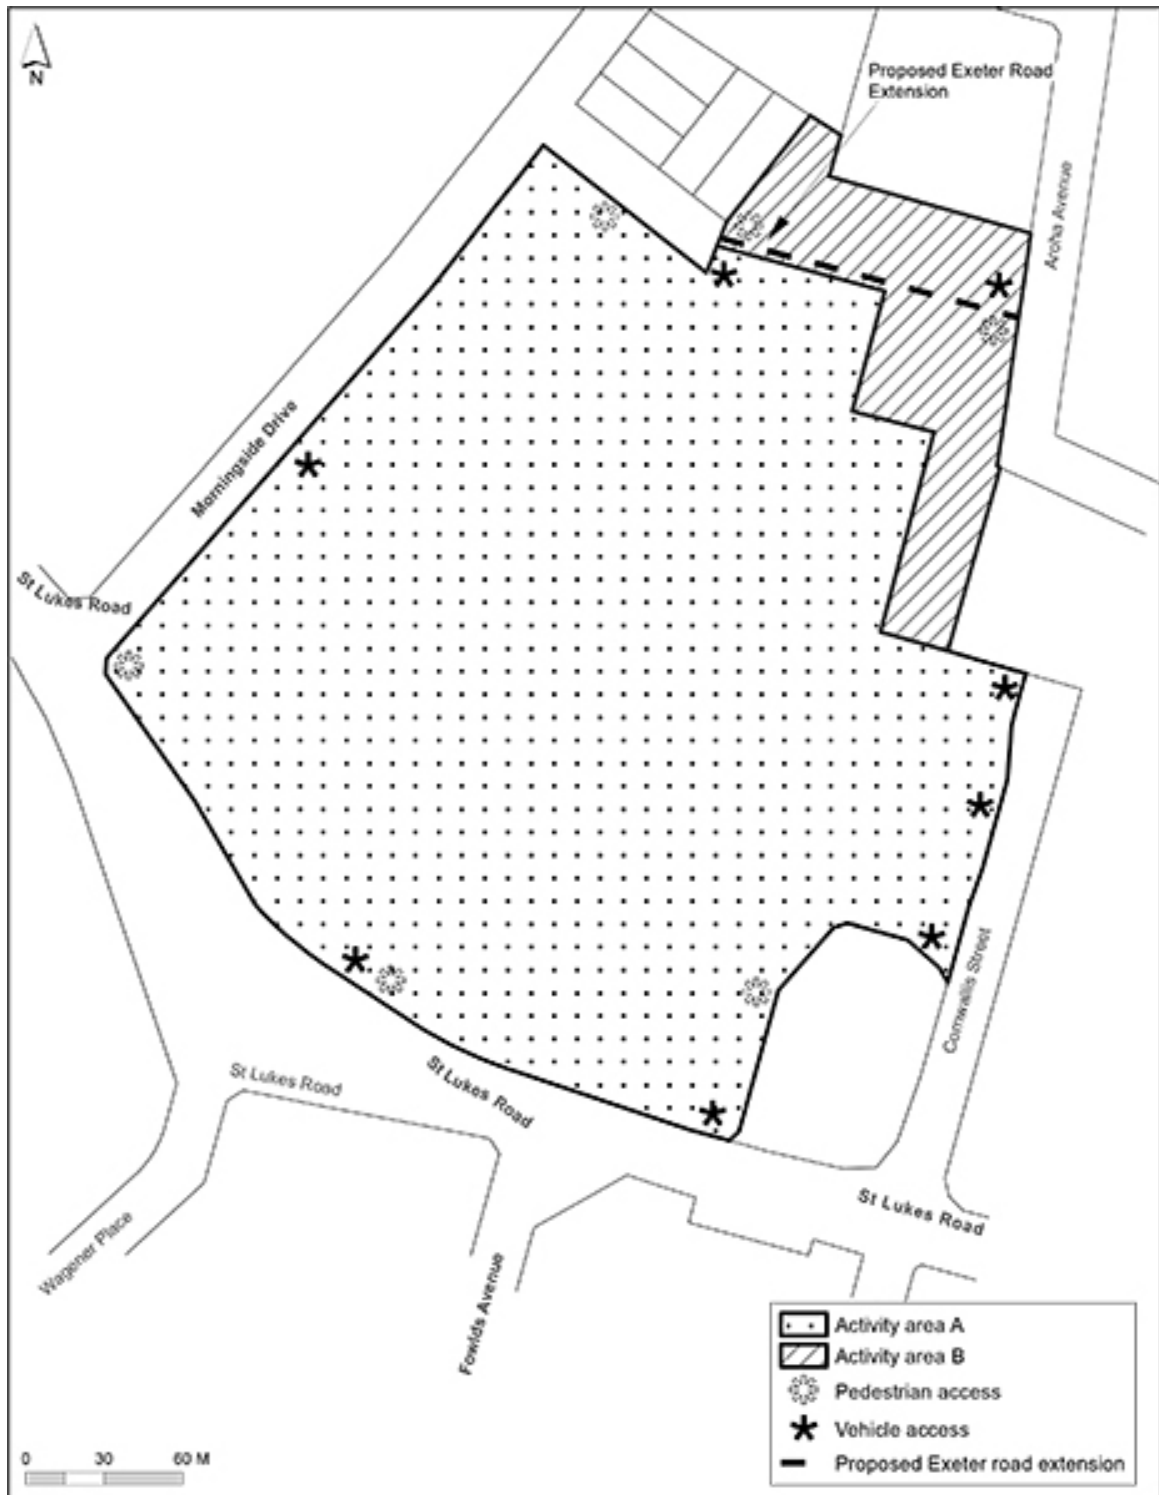 N
Proposed Exeter Road
Extension
Aroha Avenue
Morningside Drive
St Lukes Road
Cornwallis Street
St Lukes Road
St Lukes Road
St Lukes Road
Wagener Place
Fowlds Avenue
Activity area A
Activity area B
Pedestrian access
Vehicle access
Proposed Exeter road extension
0 30 60 M